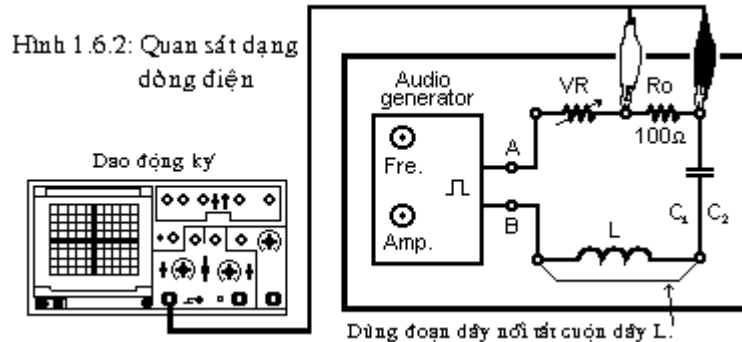 Hình 1.6.2: Quan sát dạng
dòng điện
Audio
generator
VR
Ro
100Ω
Dao động ký
Fre.
A
B
Amp.
L
C₁ C₂
Dùng đoạn dây nối tắt cuộn dây L.